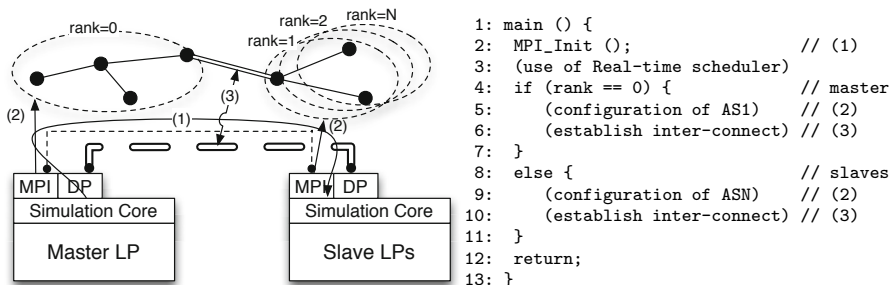 rank=0
rank=2
rank=N
rank=1
(3)
(2)
(1)
(2)
MPI DP
MPI DP
Simulation Core
Simulation Core
Master LP
Slave LPs
1: main () {
2: MPI_Init (); // (1)
3: (use of Real-time scheduler)
4: if (rank == 0) { // master
5: (configuration of AS1) // (2)
6: (establish inter-connect) // (3)
7: }
8: else { // slaves
9: (configuration of ASN) // (2)
10: (establish inter-connect) // (3)
11: }
12: return;
13: }